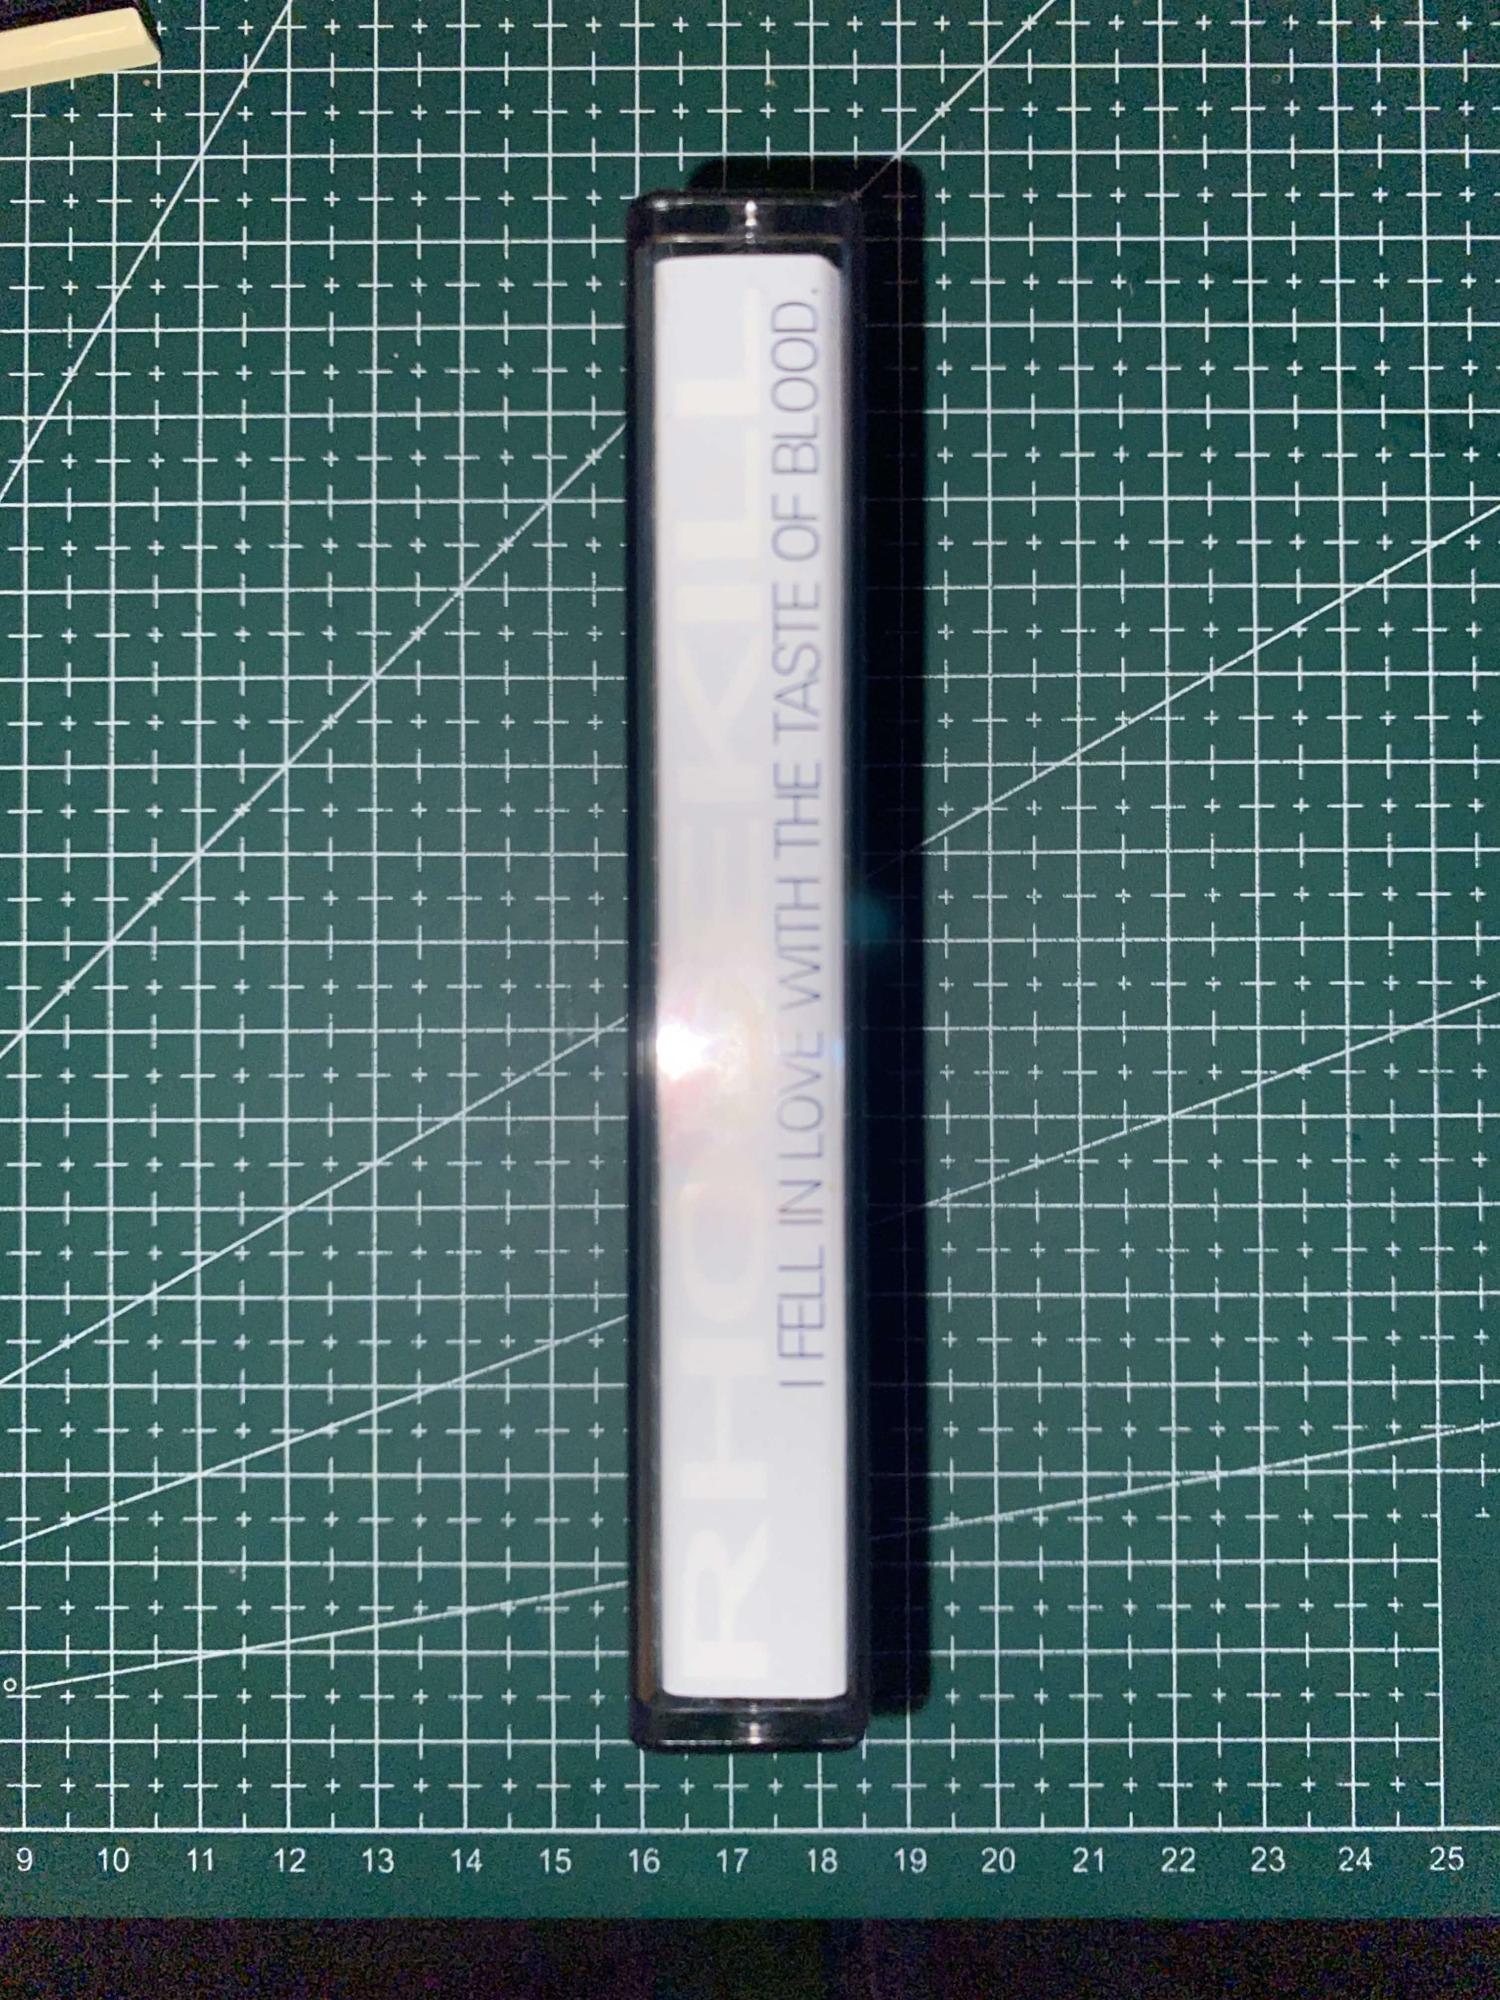 I FELL IN LOVE WITH THE TASTE OF BLOOD.
9 10 11 12 13 14 15 16 17 18 19 20 21 22 23 24 25